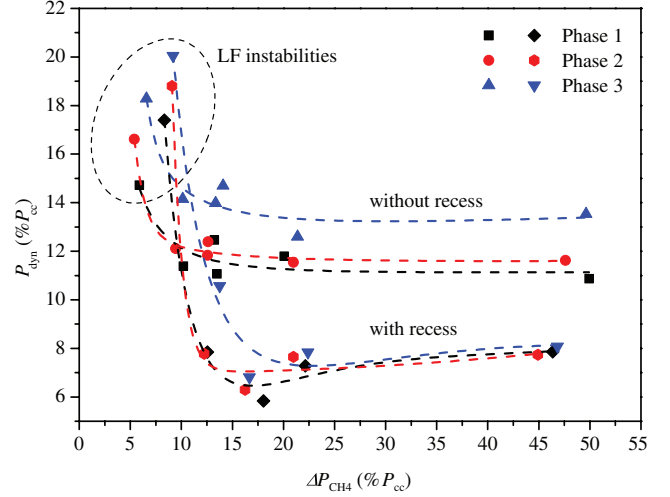 22
20
18
16
14
12
10
8
6
P_dyn (%P_cc)
LF instabilities
Phase 1
Phase 2
Phase 3
without recess
with recess
0 5 10 15 20 25 30 35 40 45 50 55
ΔP_CH4 (%P_cc)